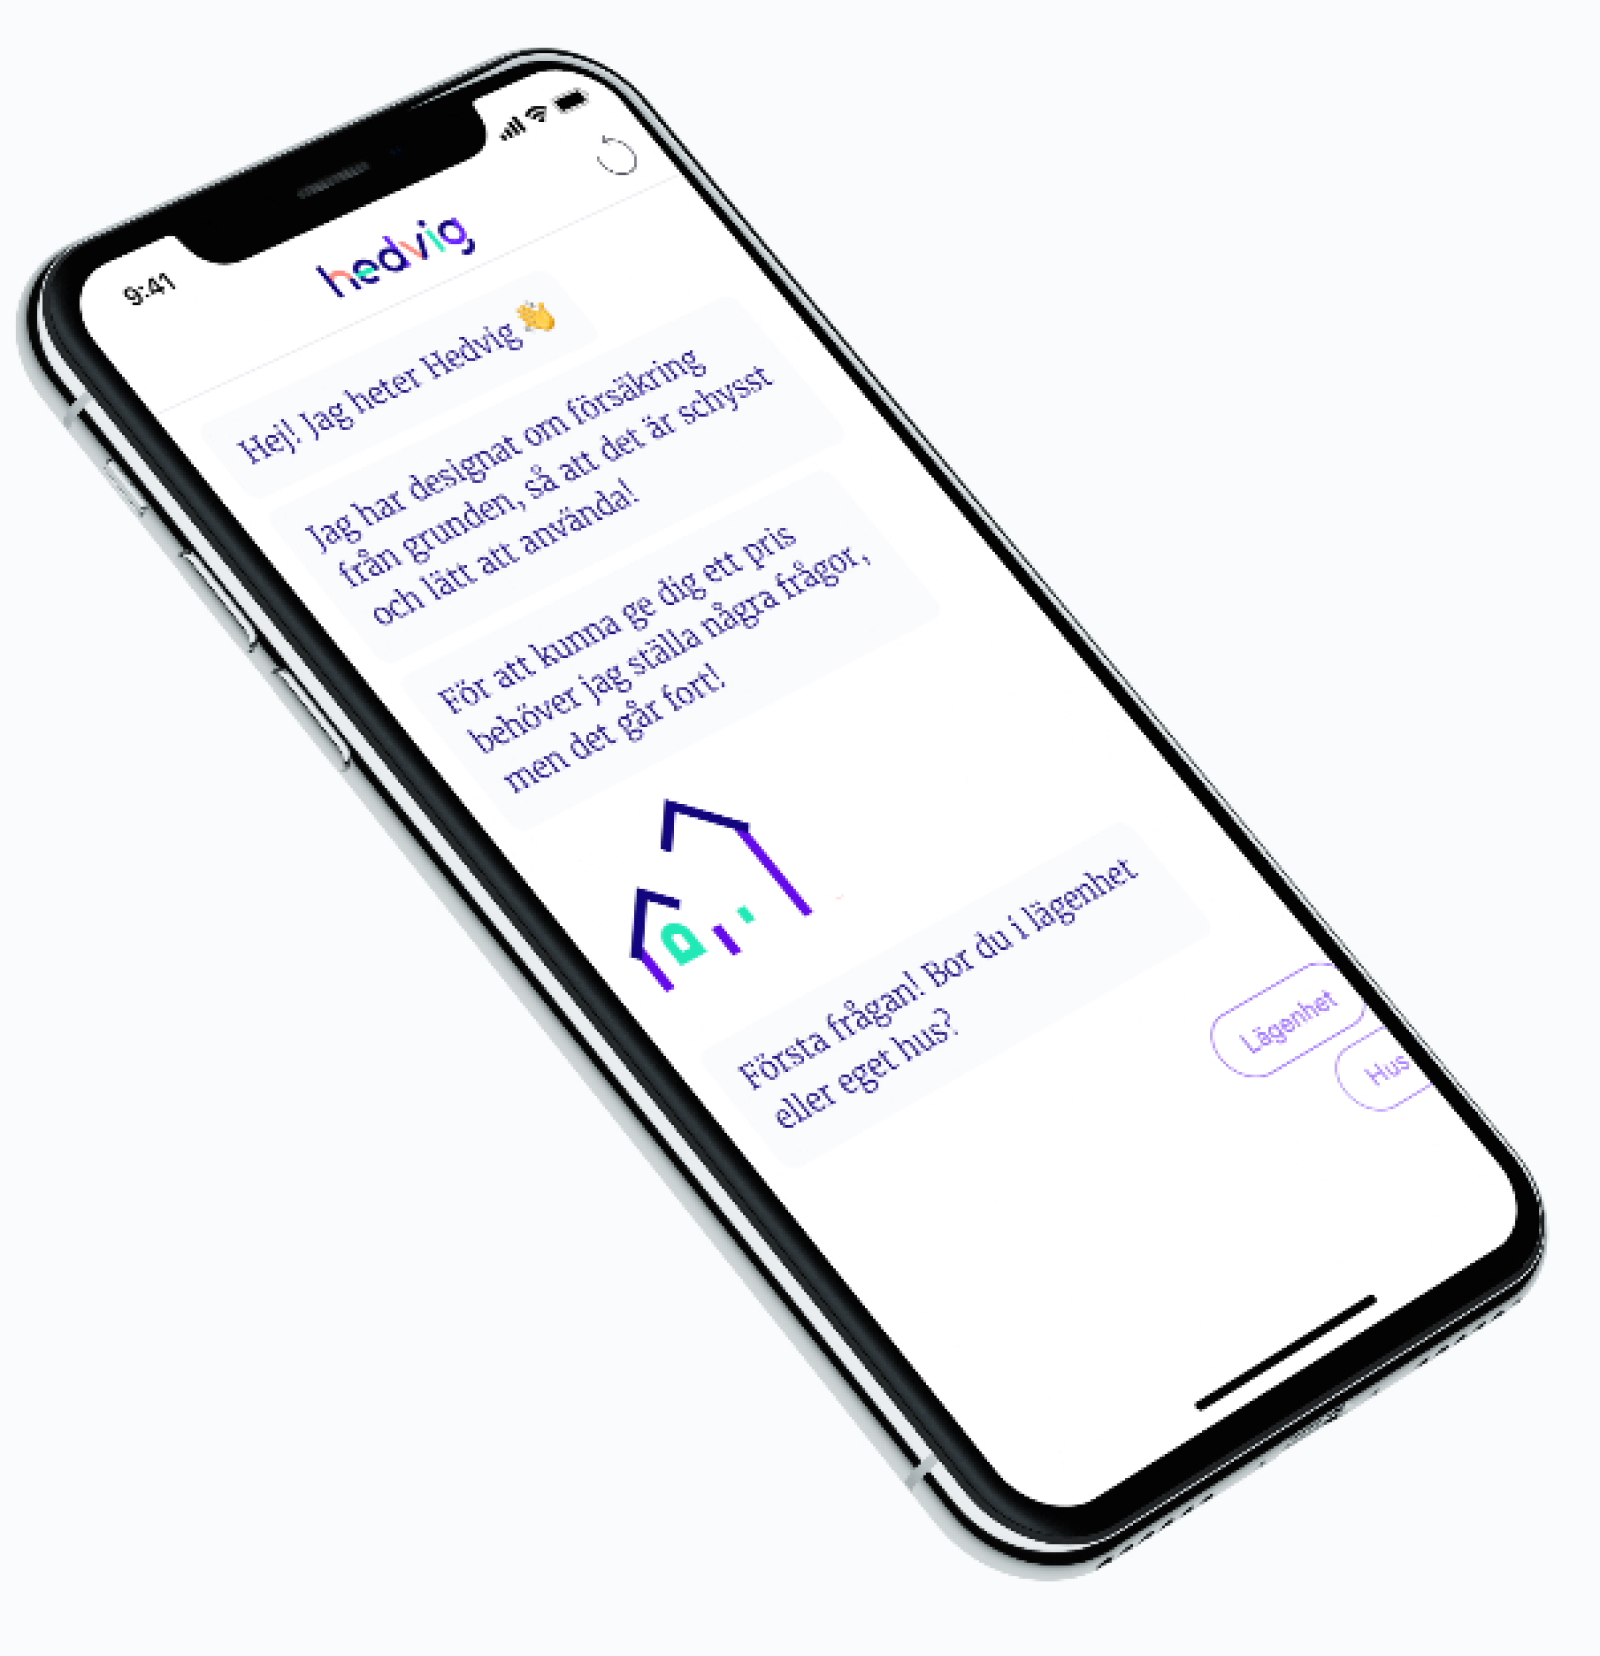 9:41
hedvig
Hej! Jag heter Hedvig 👏
Jag har designat om försäkring
från grunden, så att det är schysst
och lätt att använda!
För att kunna ge dig ett pris
behöver jag ställa några frågor,
men det går fort!
Första frågan! Bor du i lägenhet
eller eget hus?
Lägenhet
Hus